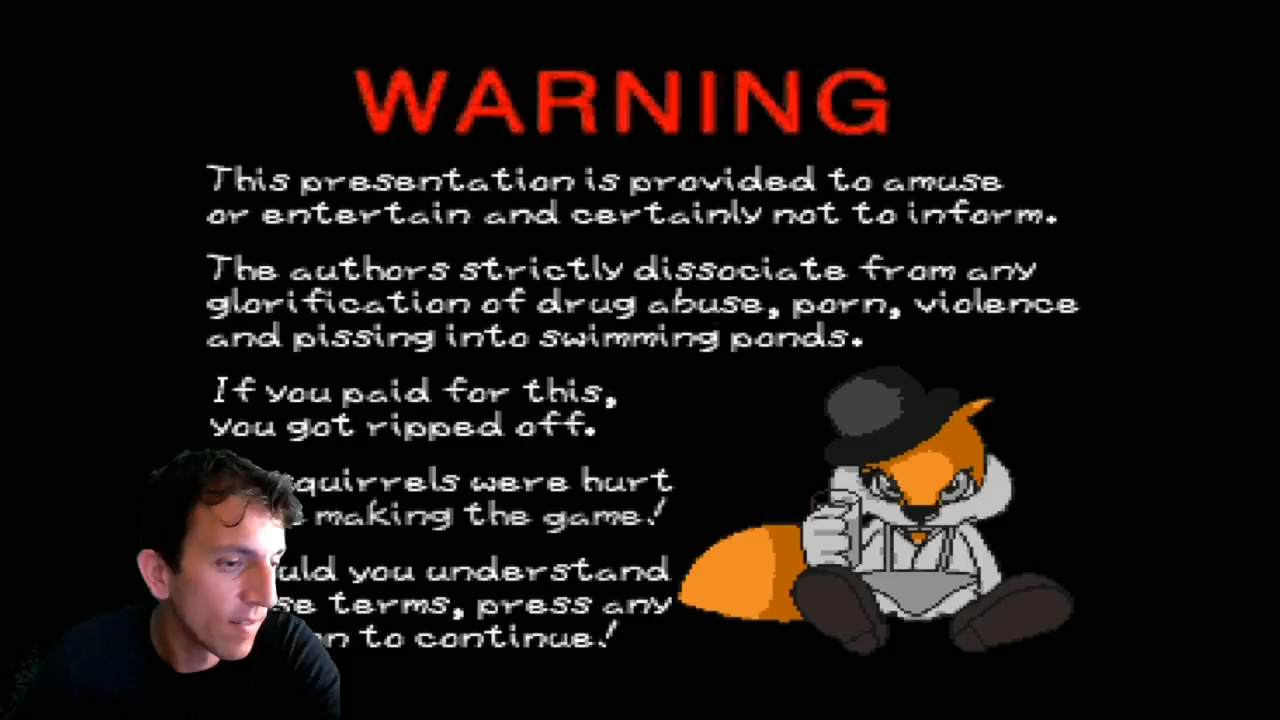 WARNING
This presentation is provided to amuse
or entertain and certainly not to inform.
The authors strictly dissociate from any
glorification of drug abuse, porn, violence
and pissing into swimming ponds.
If you paid for this,
you got ripped off.
squirrels were hurt
making the game!
you understand
terms, press any
to continue!